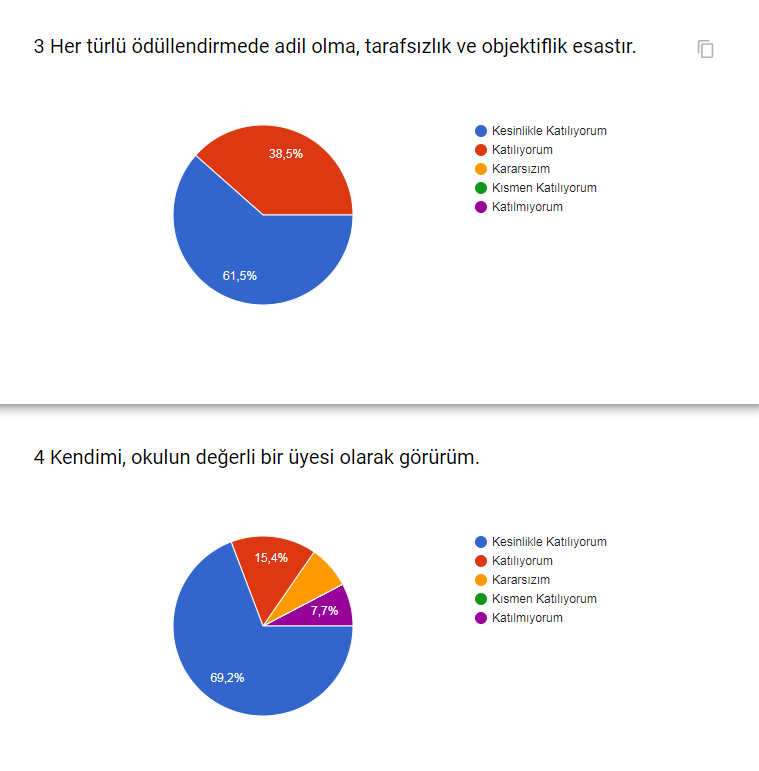 3 Her türlü ödüllendirmede adil olma, tarafsızlık ve objektiflik esastır.
38,5%
61,5%
Kesinlikle Katılıyorum
Katılıyorum
Kararsızım
Kısmen Katılıyorum
Katılmıyorum
4 Kendimi, okulun değerli bir üyesi olarak görürüm.
15,4%
7,7%
69,2%
Kesinlikle Katılıyorum
Katılıyorum
Kararsızım
Kısmen Katılıyorum
Katılmıyorum